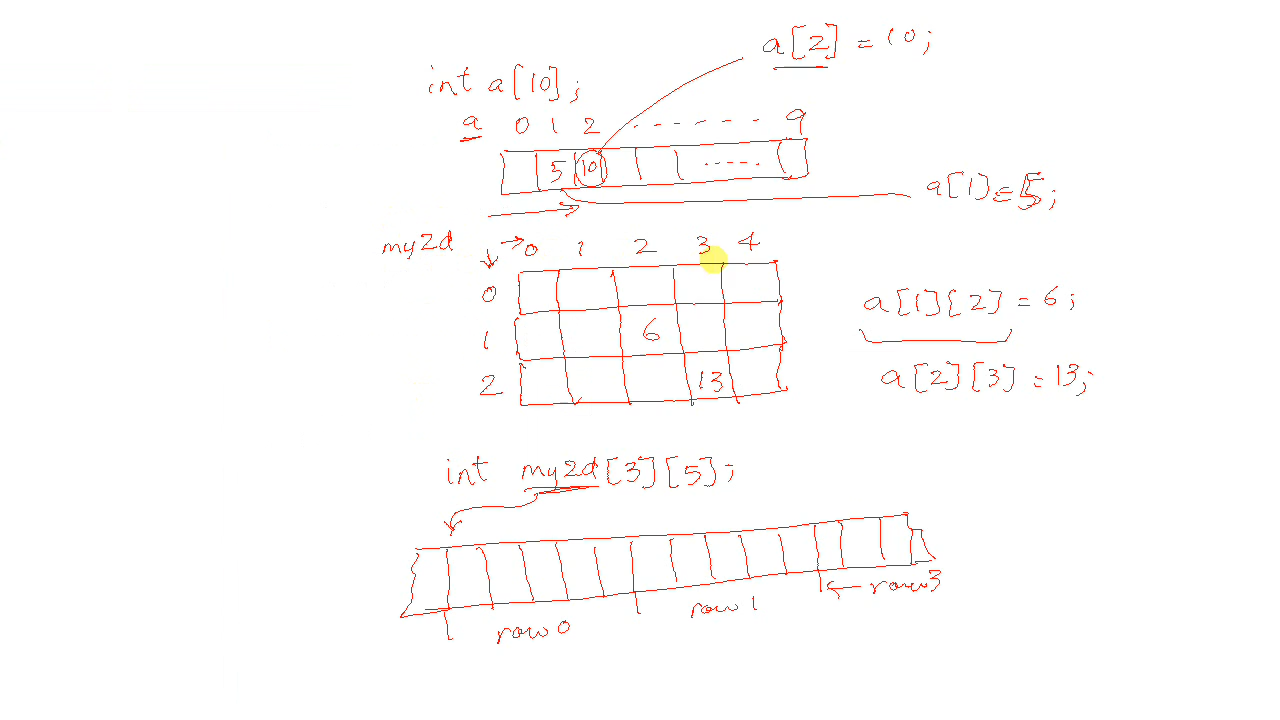 a[2] = 10;
int a[10];
a 0 1 2 - - - - - - - 9
5 10 .....
a[1] = 5;
my2d 0 1 2 3 4
0
1 6
a[1][2] = 6;
2 13
a[2][3] = 13;
int my2d[3][5];
row 0 row 1 row 3